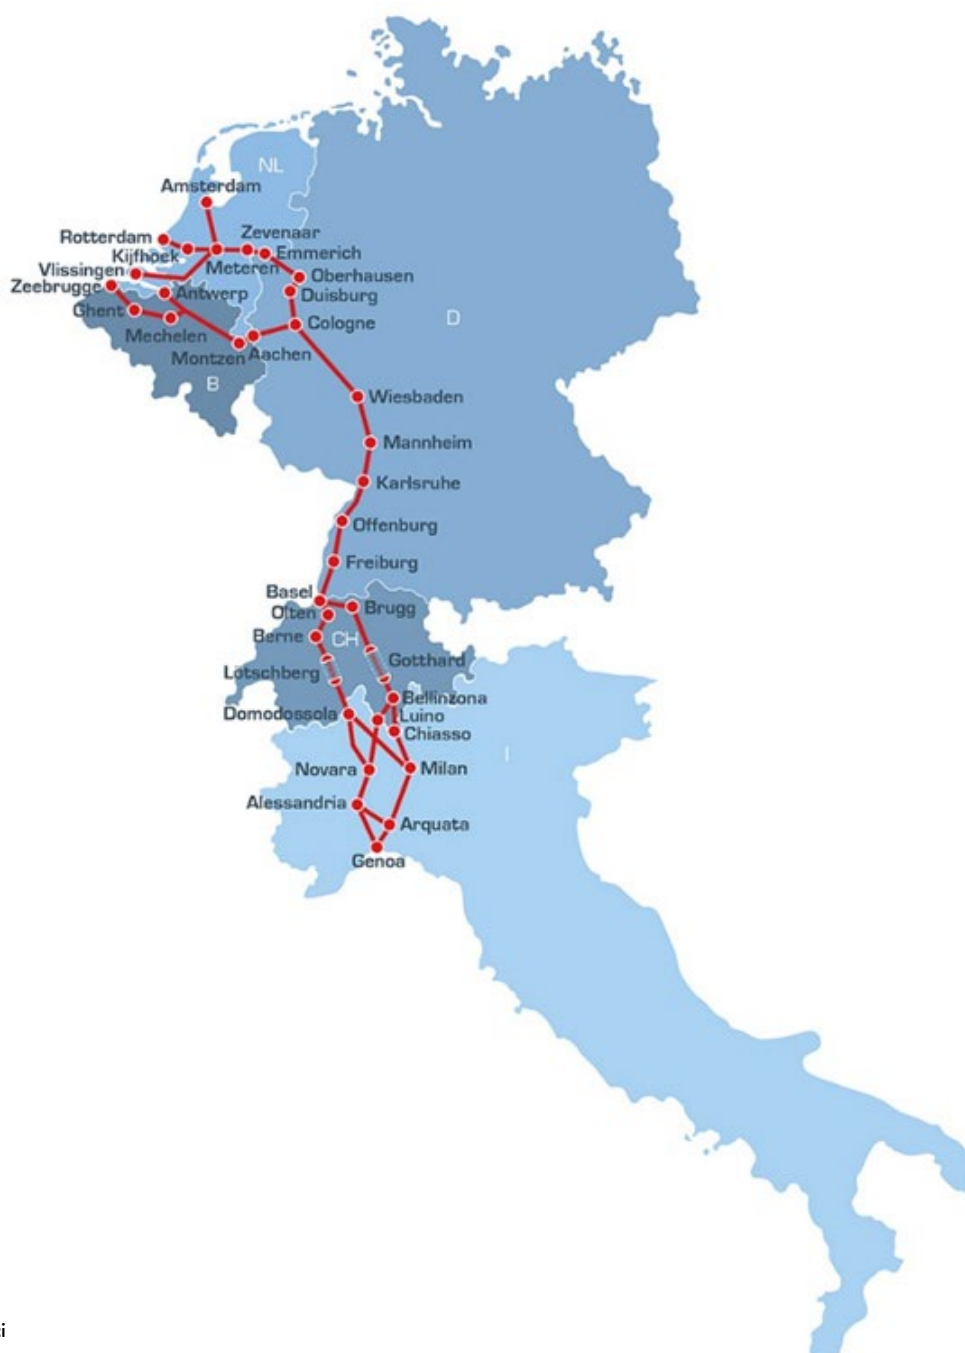 NL
Amsterdam
Rotterdam
Zevenaar
Kijfhoek
Emmerich
Meteren
Vlissingen
Oberhausen
Zeebrugge
Antwerp
Duisburg
Ghent
Cologne
D
Mechelen
Montzen
Aachen
B
Wiesbaden
Mannheim
Karlsruhe
Offenburg
Freiburg
Basel
Brugg
Olten
Berne
CH
Gotthard
Lötschberg
Bellinzona
Domodossola
Luino
Chiasso
I
Novara
Milan
Alessandria
Arquata
Genoa